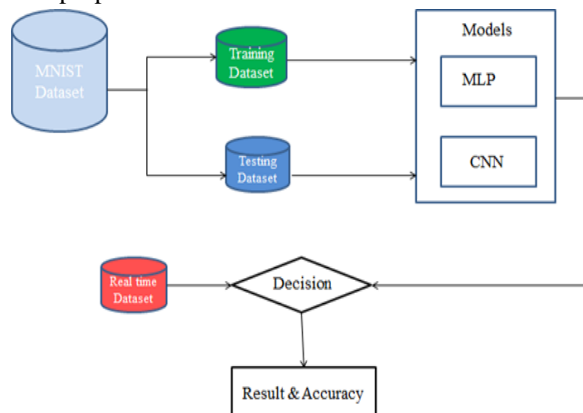 MNIST
Dataset
Training
Dataset
Testing
Dataset
Models
MLP
CNN
Real time
Dataset
Decision
Result & Accuracy